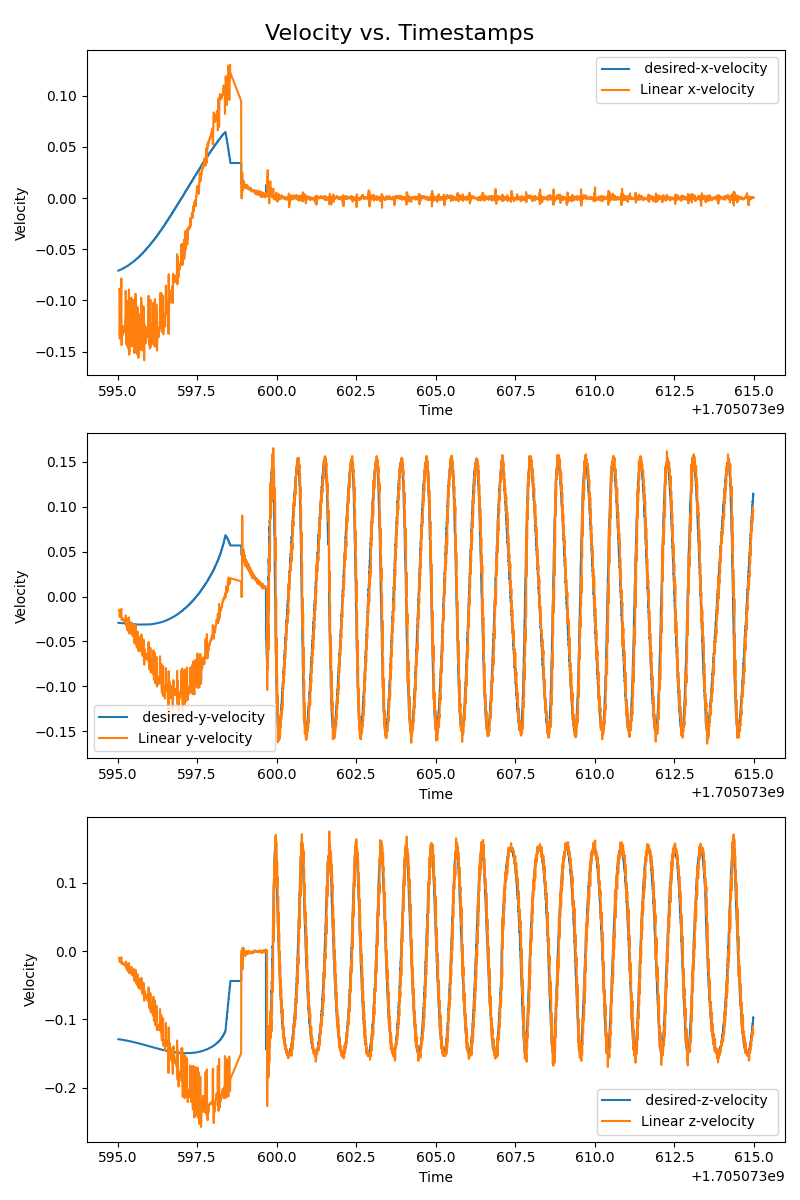 Velocity vs. Timestamps
desired-x-velocity
Linear x-velocity
0.10
0.05
0.00
−0.05
−0.10
−0.15
Velocity
595.0 597.5 600.0 602.5 605.0 607.5 610.0 612.5 615.0
Time
+1.705073e9
0.15
0.10
0.05
0.00
−0.05
−0.10
−0.15
Velocity
desired-y-velocity
Linear y-velocity
595.0 597.5 600.0 602.5 605.0 607.5 610.0 612.5 615.0
Time
+1.705073e9
0.1
0.0
−0.1
−0.2
Velocity
desired-z-velocity
Linear z-velocity
595.0 597.5 600.0 602.5 605.0 607.5 610.0 612.5 615.0
Time
+1.705073e9